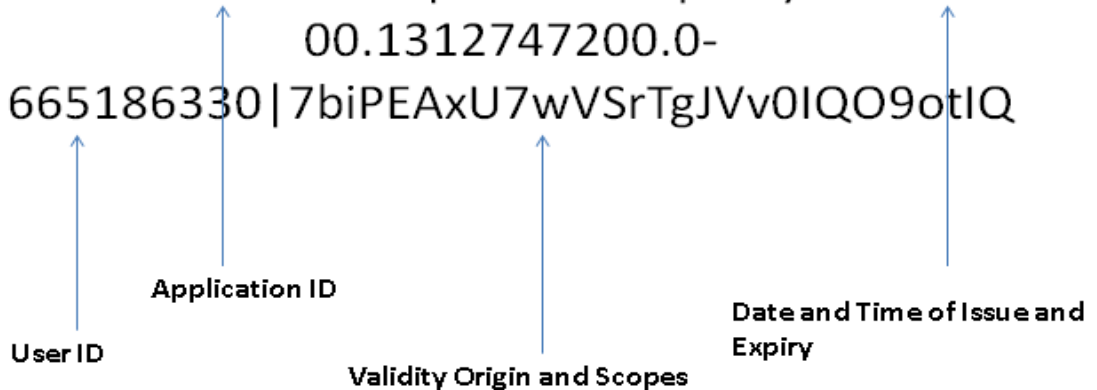 00.1312747200.0-
665186330|7biPEAxU7wVSrTgJVv0IQO9otIQ
Application ID
Date and Time of Issue and
Expiry
User ID
Validity Origin and Scopes